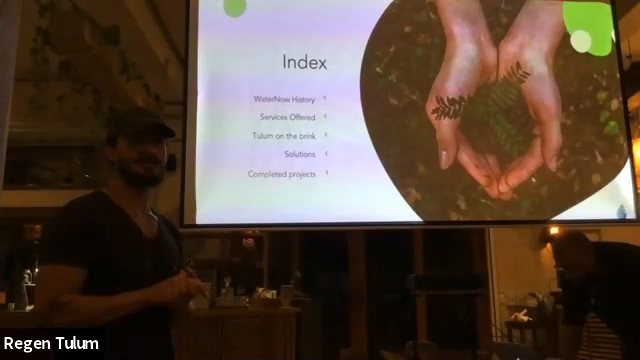 Index
WaterNow History
Services Offered
Tulum on the brink
Solutions
Completed projects
Regen Tulum